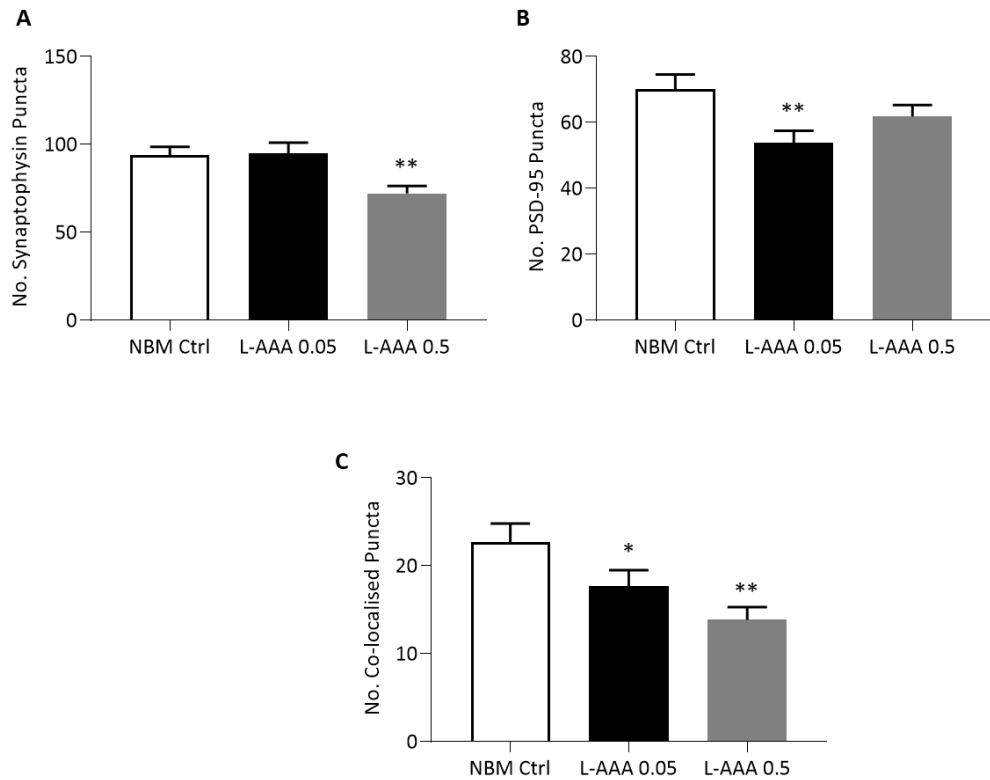 A
No. Synaptophysin Puncta
150
100
50
0
**
NBM Ctrl L-AAA 0.05 L-AAA 0.5
B
No. PSD-95 Puncta
80
60
40
20
0
**
NBM Ctrl L-AAA 0.05 L-AAA 0.5
C
No. Co-localised Puncta
30
20
10
0
*
**
NBM Ctrl L-AAA 0.05 L-AAA 0.5